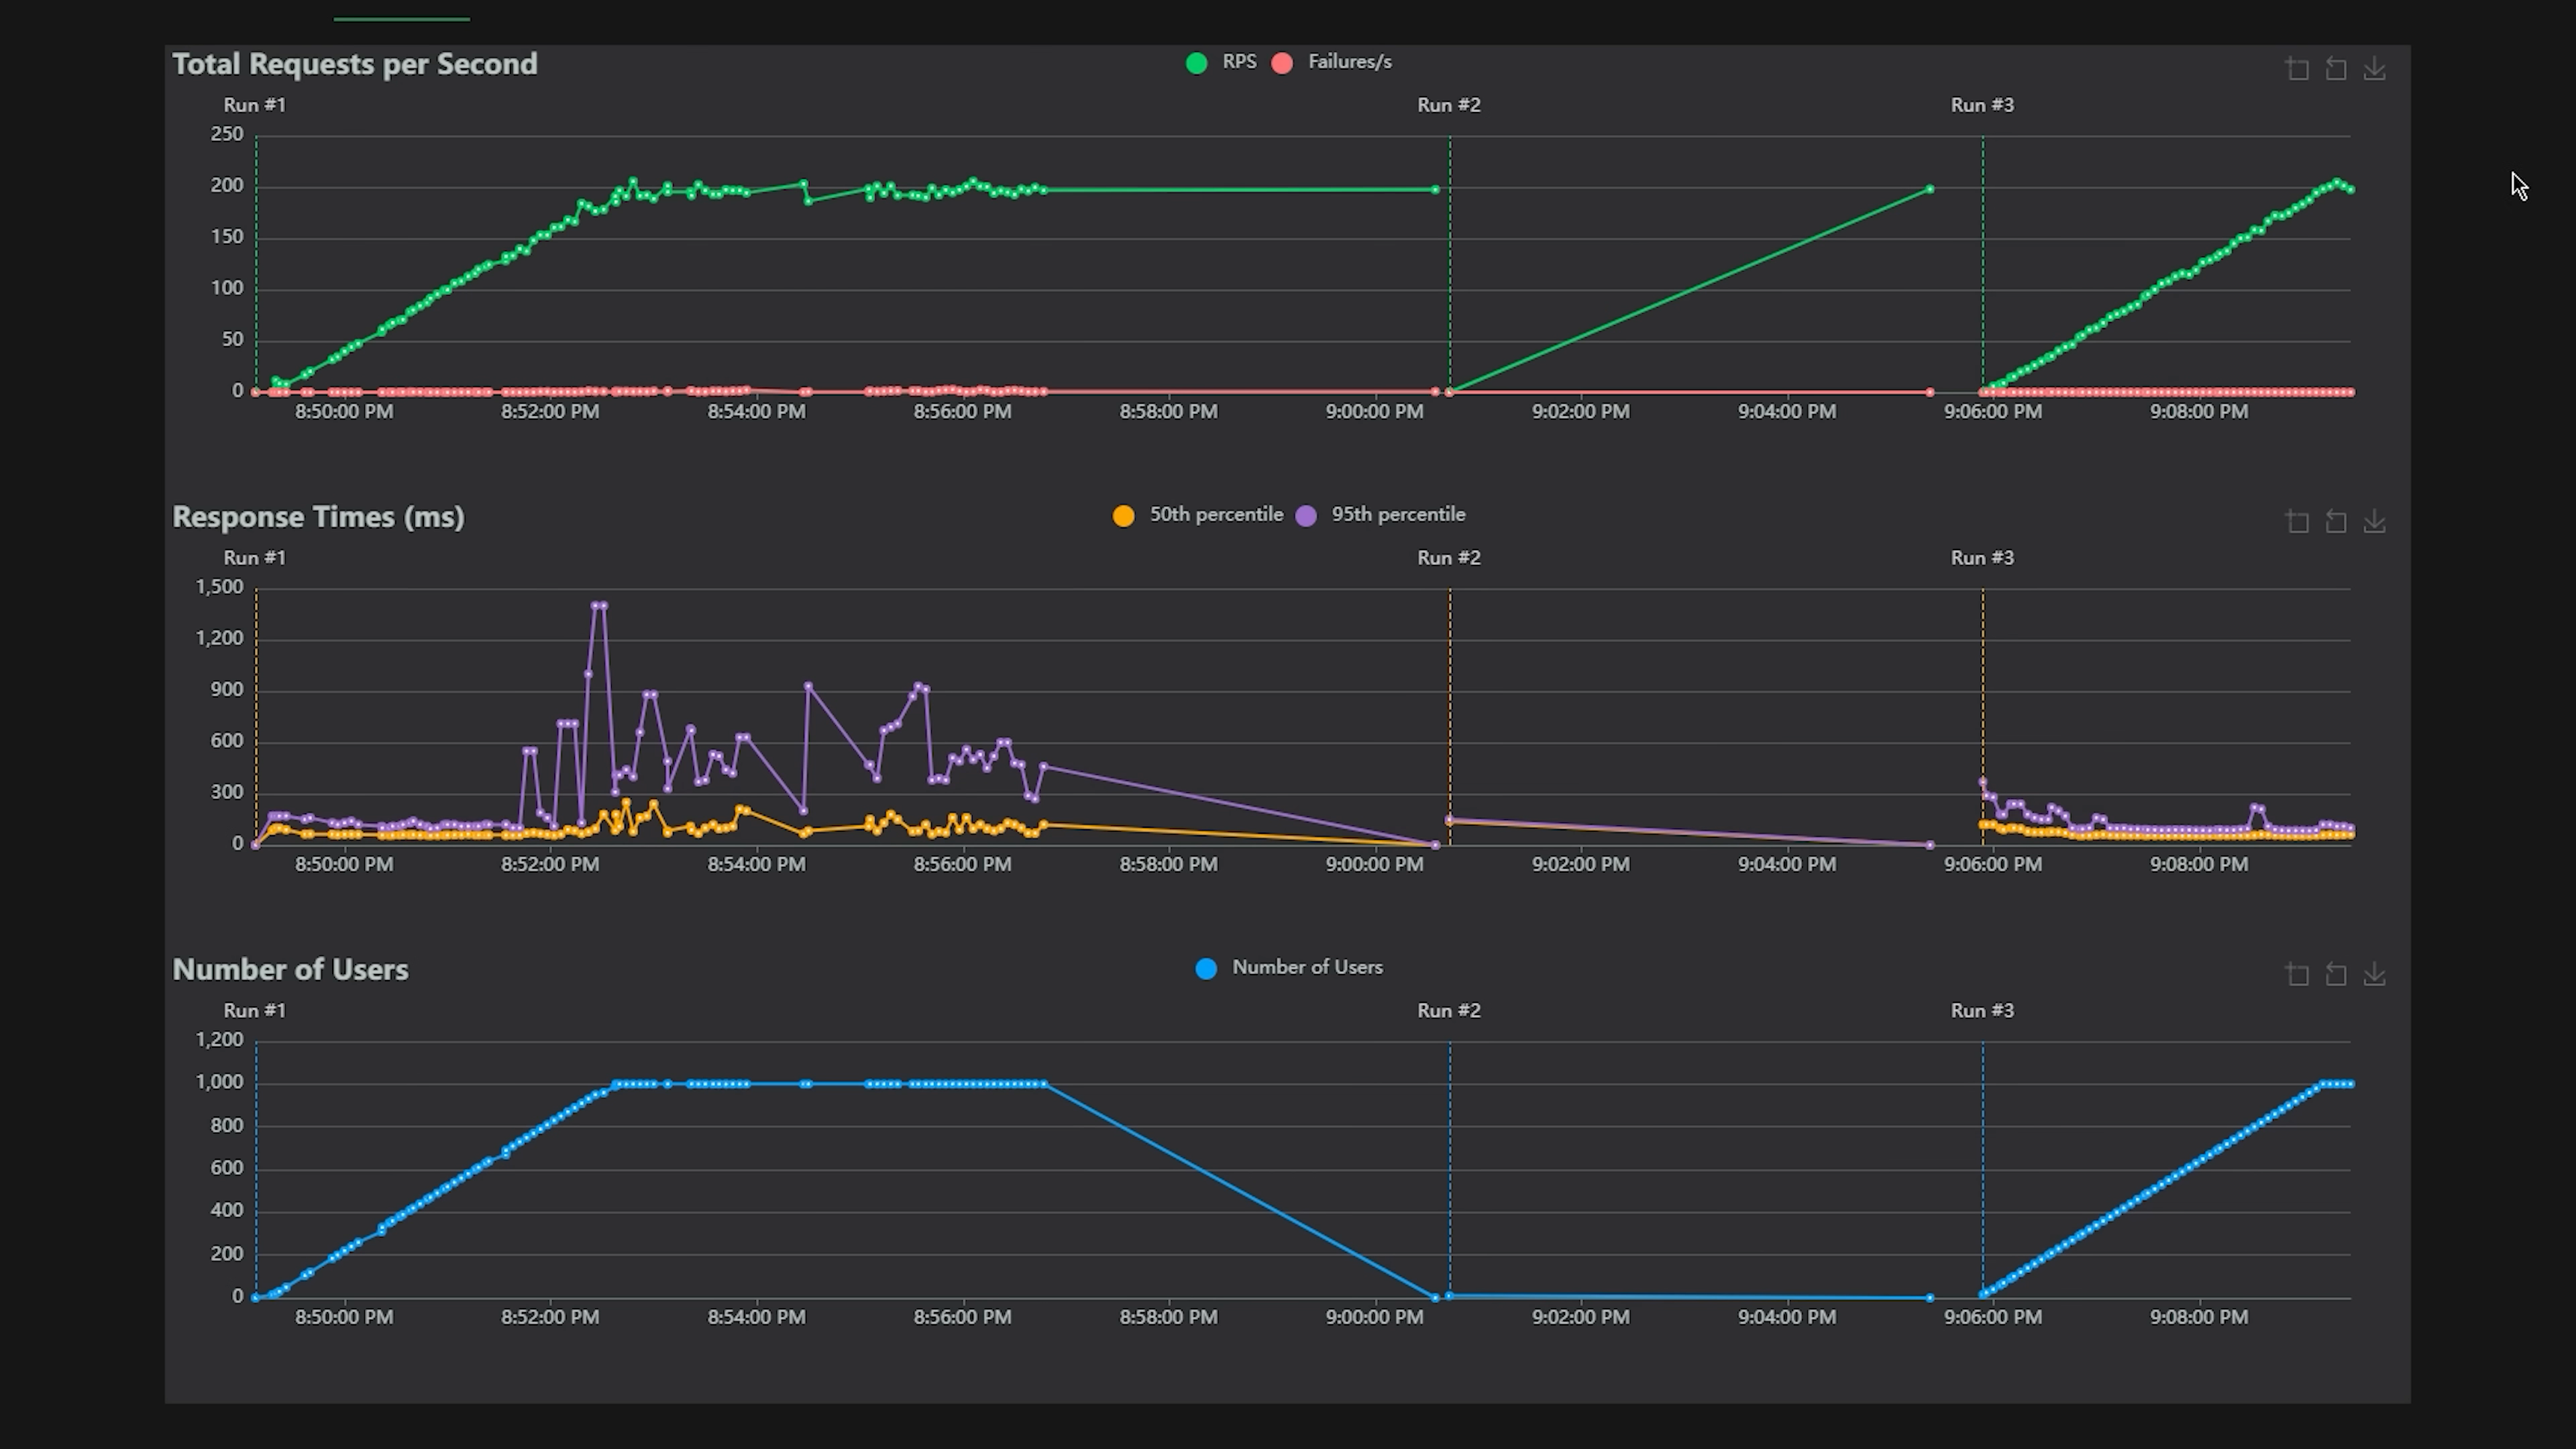 Total Requests per Second
RPS Failures/s
Run #1 Run #2 Run #3
250
200
150
100
50
0
8:50:00 PM 8:52:00 PM 8:54:00 PM 8:56:00 PM 8:58:00 PM 9:00:00 PM 9:02:00 PM 9:04:00 PM 9:06:00 PM 9:08:00 PM
Response Times (ms)
50th percentile 95th percentile
Run #1 Run #2 Run #3
1,500
1,200
900
600
300
0
8:50:00 PM 8:52:00 PM 8:54:00 PM 8:56:00 PM 8:58:00 PM 9:00:00 PM 9:02:00 PM 9:04:00 PM 9:06:00 PM 9:08:00 PM
Number of Users
Number of Users
Run #1 Run #2 Run #3
1,200
1,000
800
600
400
200
0
8:50:00 PM 8:52:00 PM 8:54:00 PM 8:56:00 PM 8:58:00 PM 9:00:00 PM 9:02:00 PM 9:04:00 PM 9:06:00 PM 9:08:00 PM